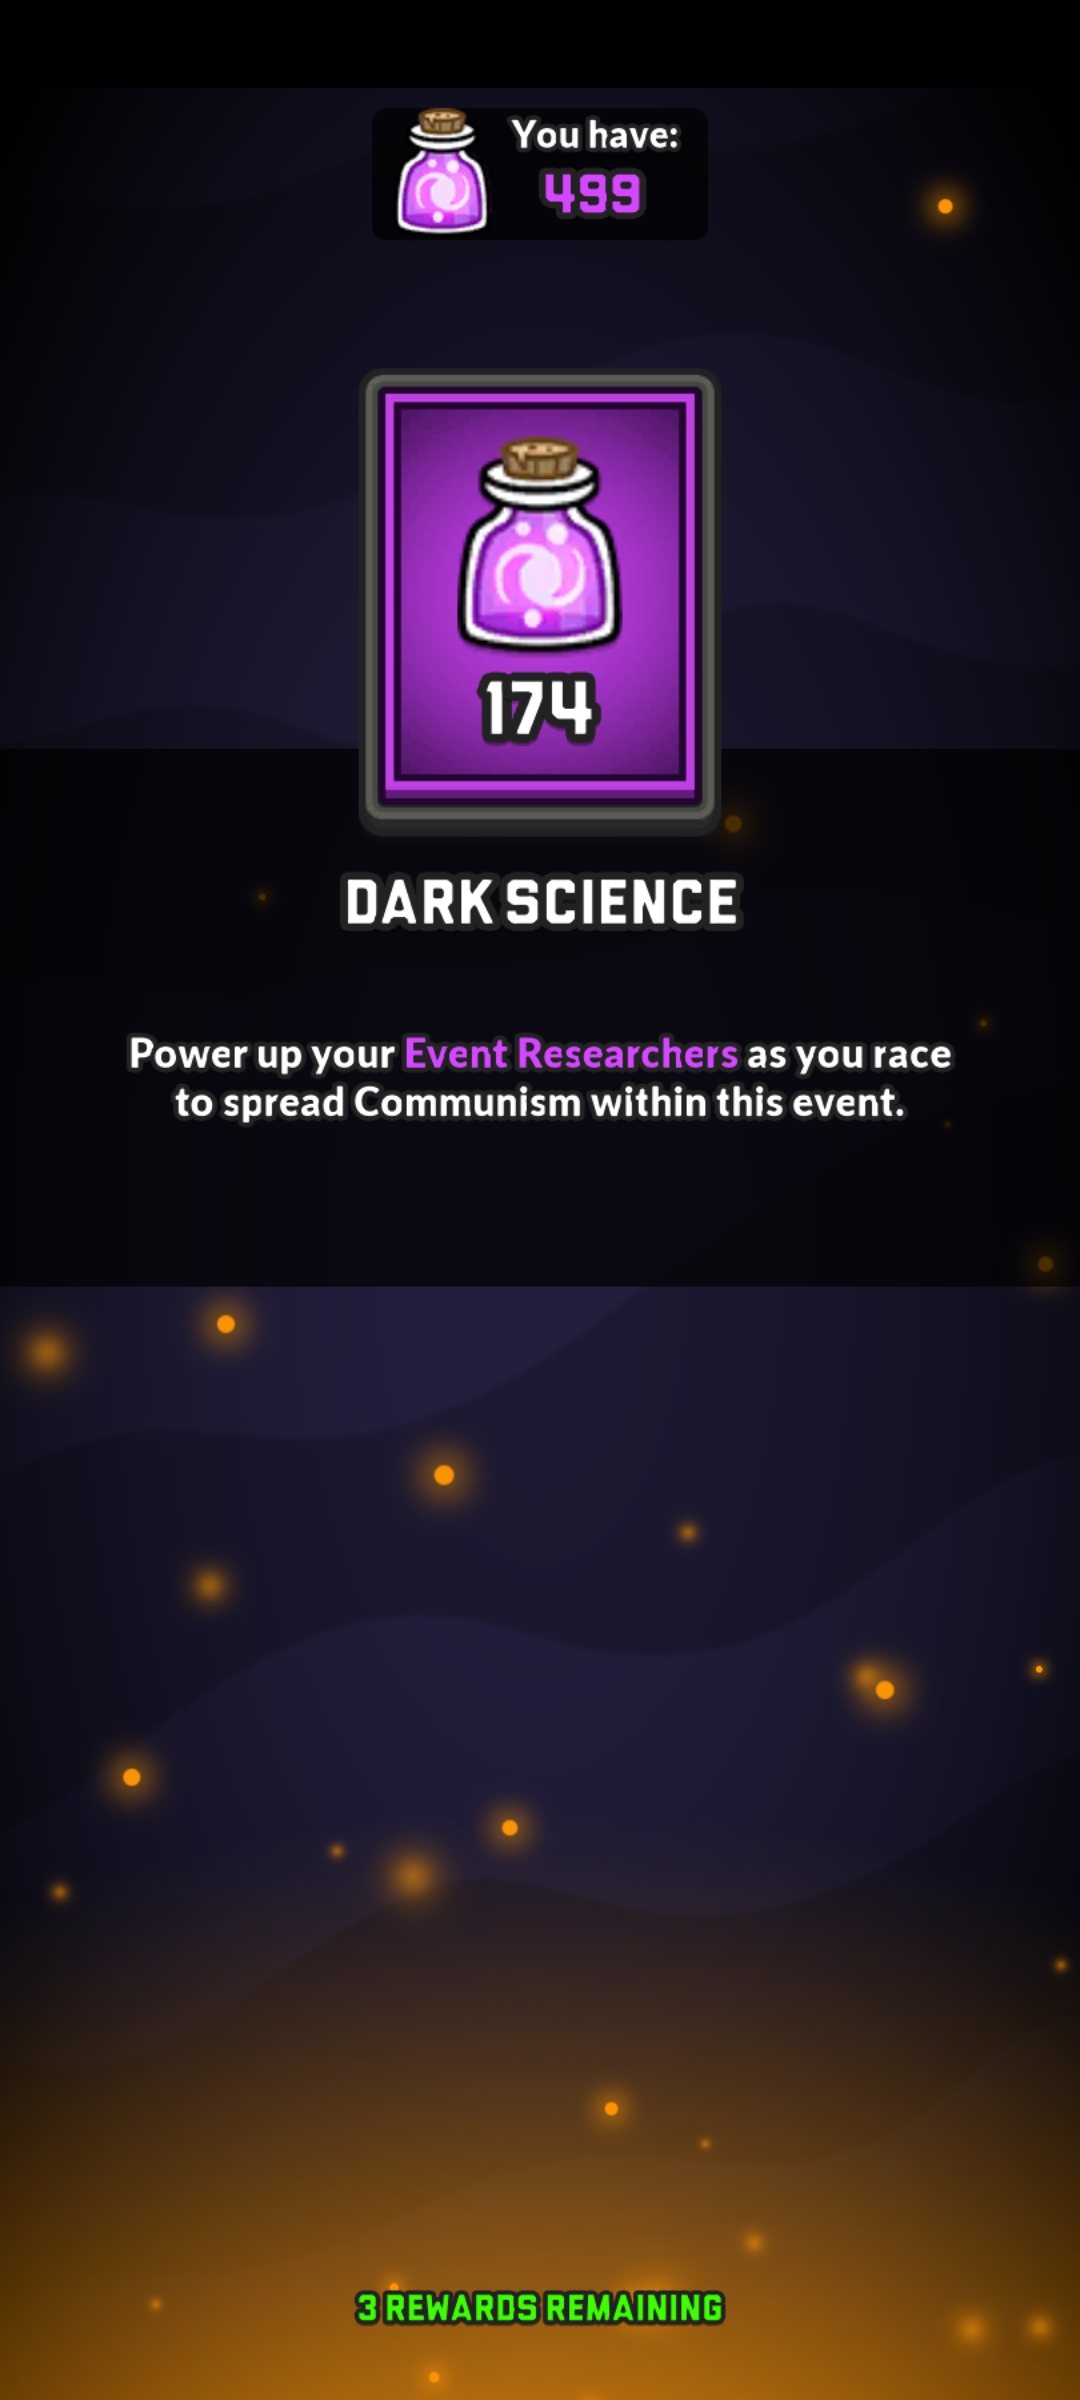 You have:
499
174
DARK SCIENCE
Power up your Event Researchers as you race
to spread Communism within this event.
3 REWARDS REMAINING